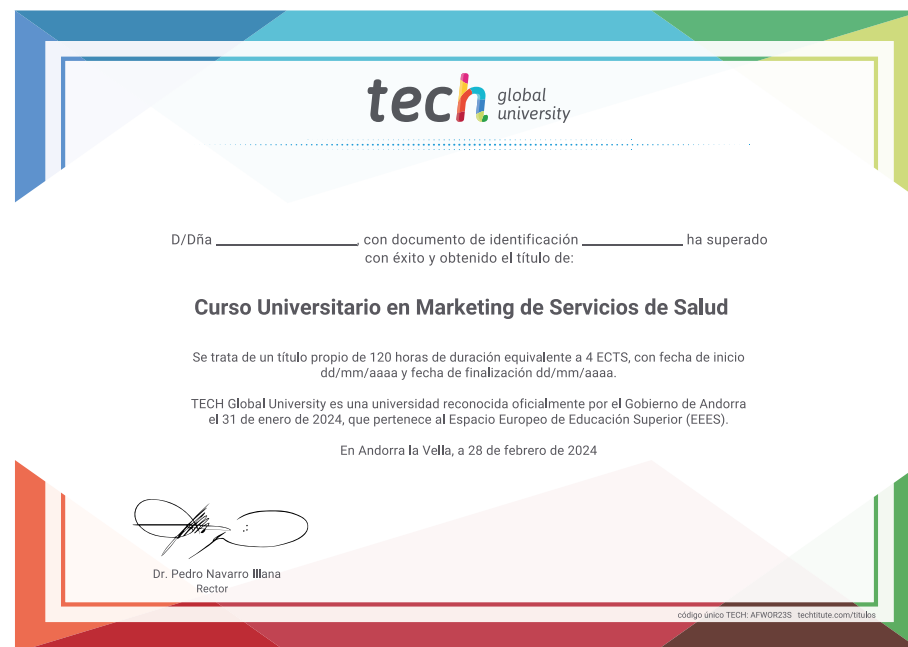 tech global university
D/Dña ____________, con documento de identificación ____________ ha superado
con éxito y obtenido el título de:
Curso Universitario en Marketing de Servicios de Salud
Se trata de un título propio de 120 horas de duración equivalente a 4 ECTS, con fecha de inicio
dd/mm/aaaa y fecha de finalización dd/mm/aaaa.
TECH Global University es una universidad reconocida oficialmente por el Gobierno de Andorra
el 31 de enero de 2024, que pertenece al Espacio Europeo de Educación Superior (EEES).
En Andorra la Vella, a 28 de febrero de 2024
Dr. Pedro Navarro Illana
Rector
código único TECH: AFWOR23S techtitute.com/titulos